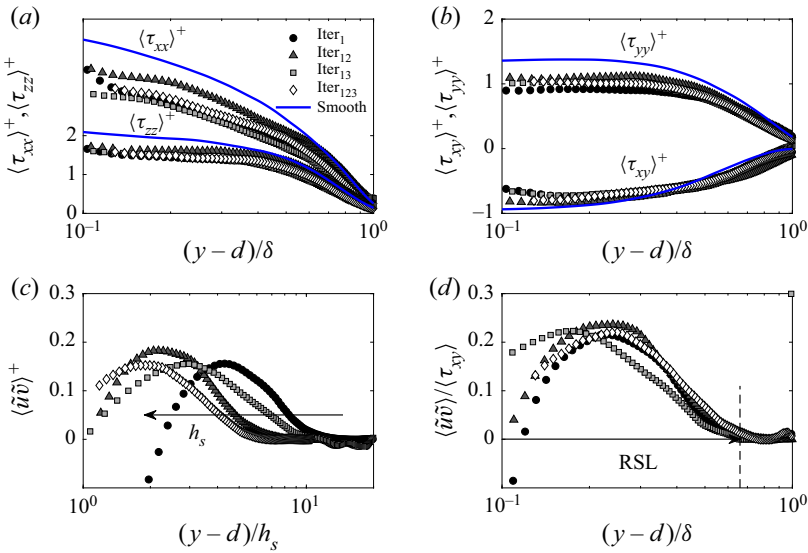 (a)
⟨τxx⟩+
Iter1
Iter12
Iter13
Iter123
Smooth
⟨τzz⟩+
⟨τxx⟩+,⟨τzz⟩+
2
1
0
10−1
100
(y – d)/δ
(b)
2
1
0
−1
⟨τyy⟩+
⟨τxy⟩+
⟨τxy⟩+,⟨τyy⟩+
10−1
100
(y – d)/δ
(c)
0.3
0.2
0.1
0
⟨ũṽ⟩+
hs
100
101
(y – d)/hs
(d)
0.3
0.2
0.1
0
⟨ũṽ⟩/⟨τxy⟩
RSL
10−1
100
(y – d)/δ